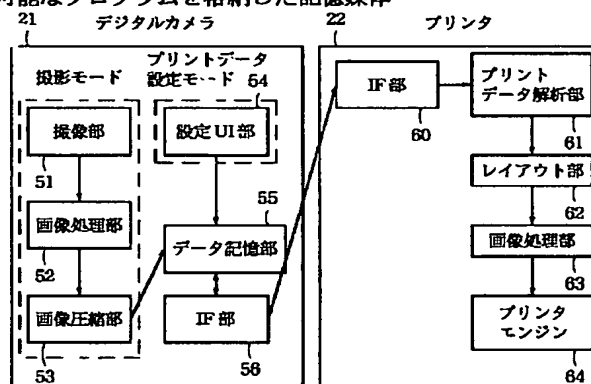 可能なプログラムを格納した記憶媒体
21 デジタルカメラ
22 プリンタ
撮影モード
プリントデータ
設定モード 54
撮像部
51
画像処理部
52
画像圧縮部
53
設定UI部
55
データ記憶部
IF部
56
IF部
60
プリント
データ解析部
61
レイアウト部
62
画像処理部
63
プリンタ
エンジン
64